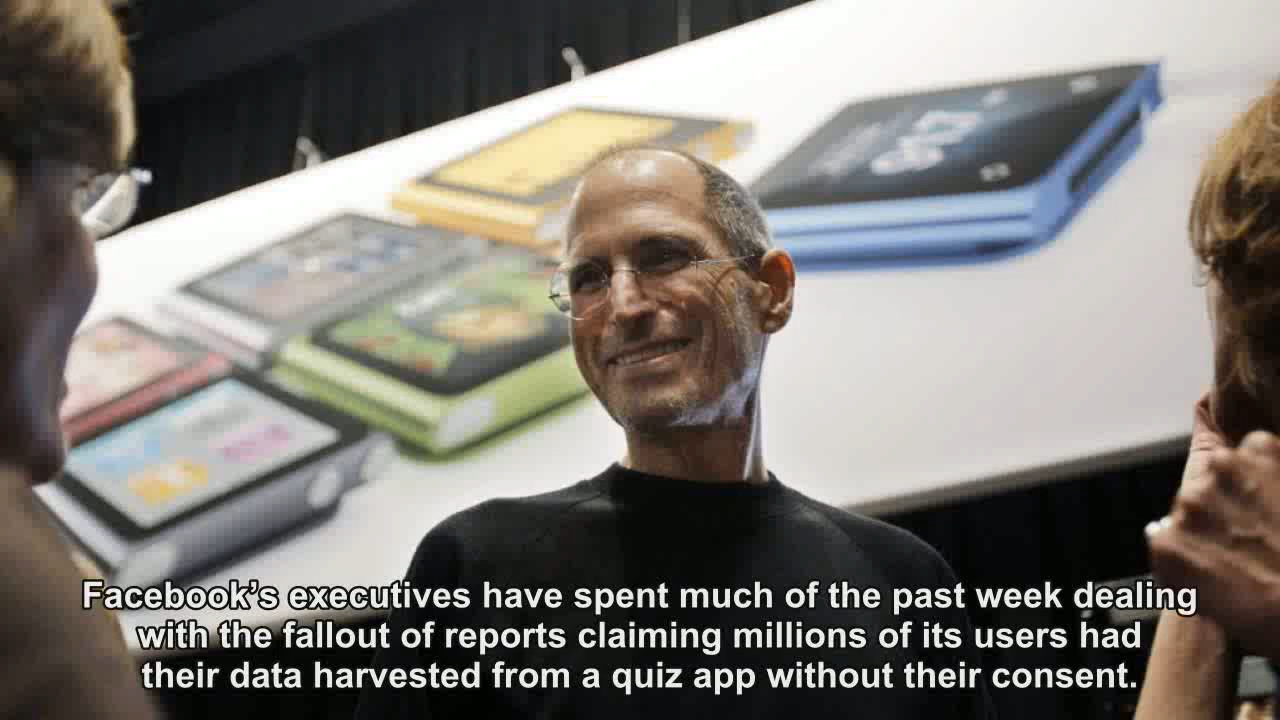 Facebook’s executives have spent much of the past week dealing
with the fallout of reports claiming millions of its users had
their data harvested from a quiz app without their consent.